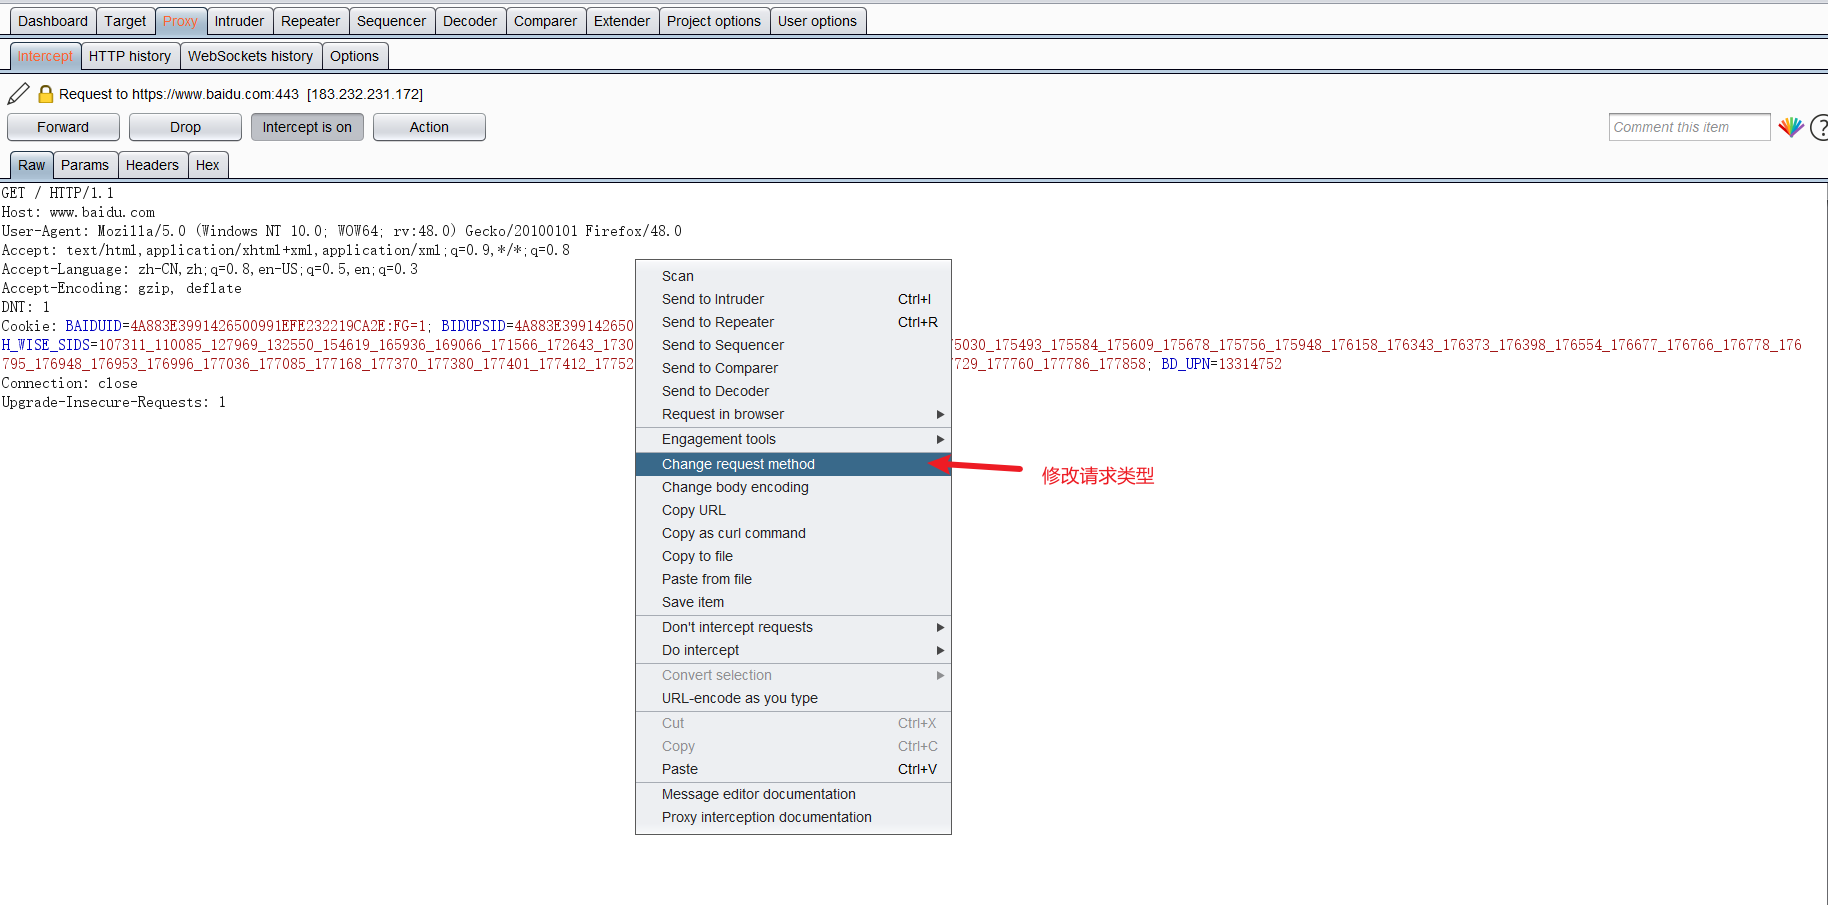 Dashboard Target Proxy Intruder Repeater Sequencer Decoder Comparer Extender Project options User options
Intercept HTTP history WebSockets history Options
Request to https://www.baidu.com:443 [183.232.231.172]
Forward Drop Intercept is on Action Comment this item ?
Raw Params Headers Hex
GET / HTTP/1.1
Host: www.baidu.com
User-Agent: Mozilla/5.0 (Windows NT 10.0; WOW64; rv:48.0) Gecko/20100101 Firefox/48.0
Accept: text/html,application/xhtml+xml,application/xml;q=0.9,*/*;q=0.8
Accept-Language: zh-CN,zh;q=0.8,en-US;q=0.5,en;q=0.3
Accept-Encoding: gzip, deflate
DNT: 1
Cookie: BAIDUID=4A883E3991426500991EFE232219CA2E:FG=1; BIDUPSID=4A883E399142650
H_WISE_SIDS=107311_110085_127969_132550_154619_165936_169066_171566_172643_1730 75030_175493_175584_175609_175678_175756_175948_176158_176343_176373_176398_176554_176677_176766_176778_176
795_176948_176953_176996_177036_177085_177168_177370_177380_177401_177412_17752 729_177760_177786_177858; BD_UPN=13314752
Connection: close
Upgrade-Insecure-Requests: 1
Scan
Send to Intruder Ctrl+I
Send to Repeater Ctrl+R
Send to Sequencer
Send to Comparer
Send to Decoder
Request in browser
Engagement tools
Change request method
修改请求类型
Change body encoding
Copy URL
Copy as curl command
Copy to file
Paste from file
Save item
Don't intercept requests
Do intercept
Convert selection
URL-encode as you type
Cut Ctrl+X
Copy Ctrl+C
Paste Ctrl+V
Message editor documentation
Proxy interception documentation